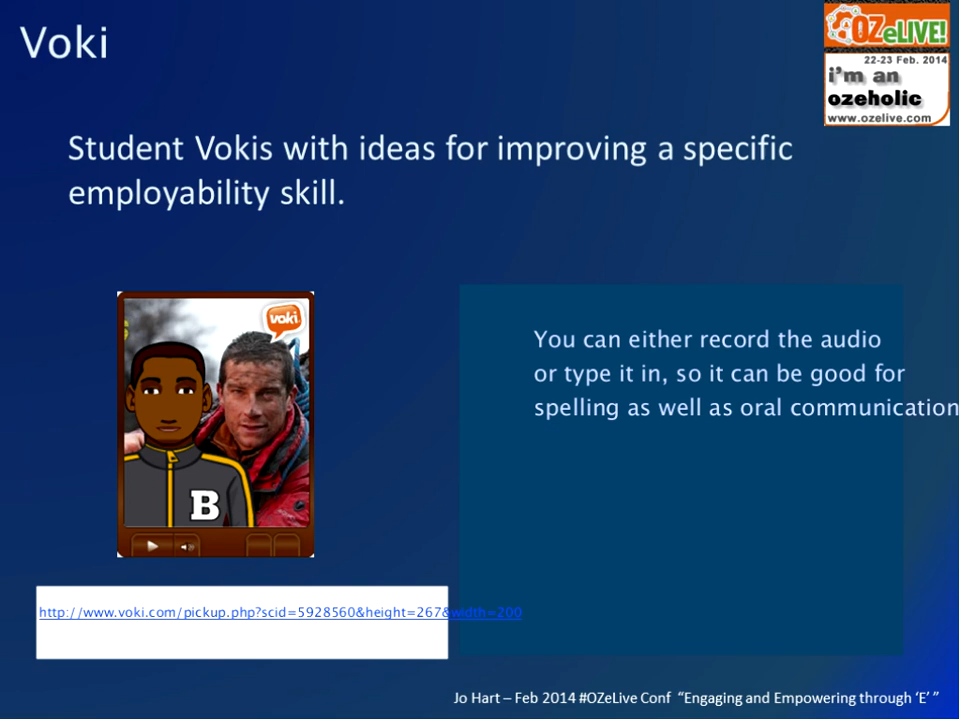 Voki
OZeLIVE!
22-23 Feb. 2014
i'm an
ozeholic
www.ozelive.com
Student Vokis with ideas for improving a specific
employability skill.
voki
B
You can either record the audio
or type it in, so it can be good for
spelling as well as oral communication
http://www.voki.com/pickup.php?scid=5928560&height=267&width=200
Jo Hart – Feb 2014 #OZeLive Conf “Engaging and Empowering through ‘E’ ”